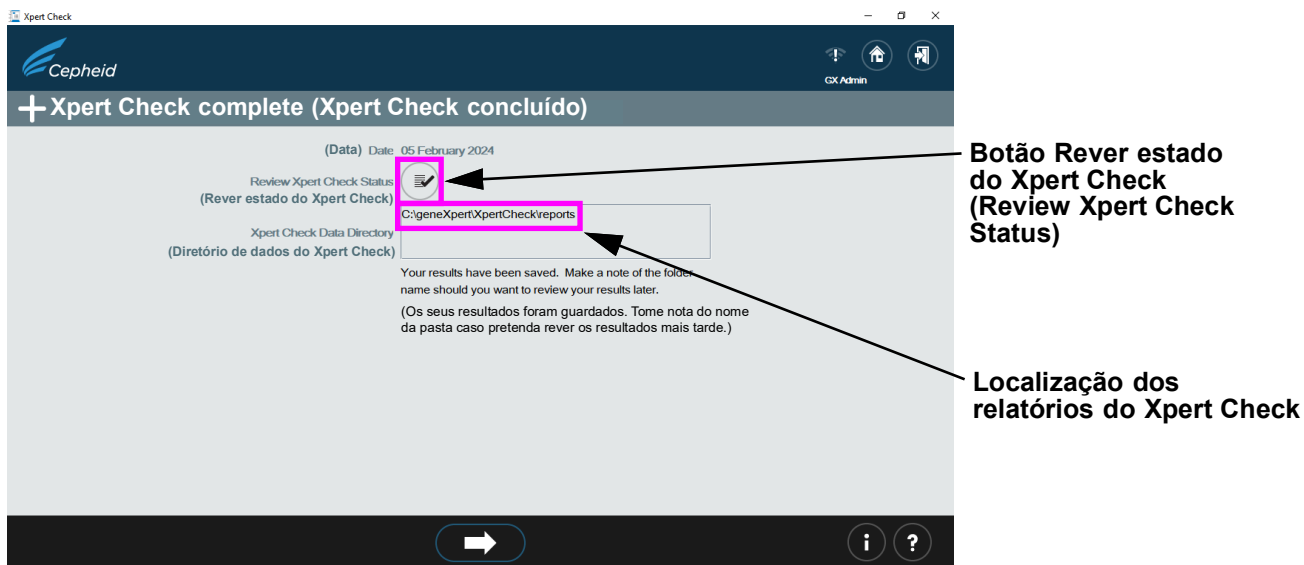 Xpert Check
Cepheid
GX Admin
Xpert Check complete (Xpert Check concluído)
(Data) Date 05 February 2024
Review Xpert Check Status
(Rever estado do Xpert Check)
C:\geneXpert\XpertCheck\reports
Xpert Check Data Directory
(Diretório de dados do Xpert Check)
Your results have been saved. Make a note of the folder
name should you want to review your results later.
(Os seus resultados foram guardados. Tome nota do nome
da pasta caso pretenda rever os resultados mais tarde.)
Botão Rever estado
do Xpert Check
(Review Xpert Check
Status)
Localização dos
relatórios do Xpert Check
i ?